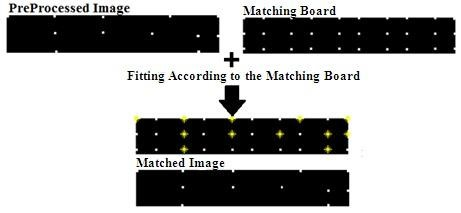 PreProcessed Image
Matching Board
+
Fitting According to the Matching Board
Matched Image